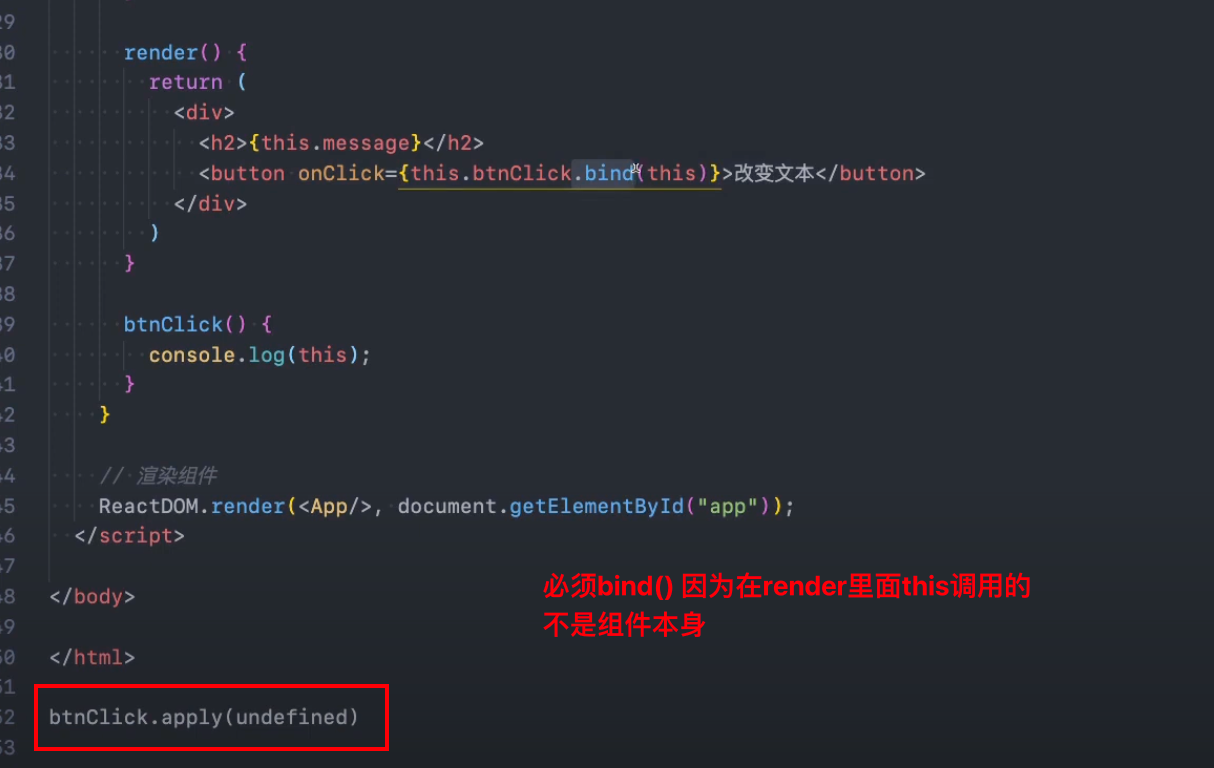 29
30 render() {
31 return (
32 <div>
33 <h2>{this.message}</h2>
34 <button onClick={this.btnClick.bind(this)}>改变文本</button>
35 </div>
36 )
37 }
38
39 btnClick() {
40 console.log(this);
41 }
42 }
43
44 // 渲染组件
45 ReactDOM.render(<App/>, document.getElementById("app"));
46 </script>
47
48 </body>
49
50 </html>
51
52 btnClick.apply(undefined)
53
必须bind() 因为在render里面this调用的
不是组件本身